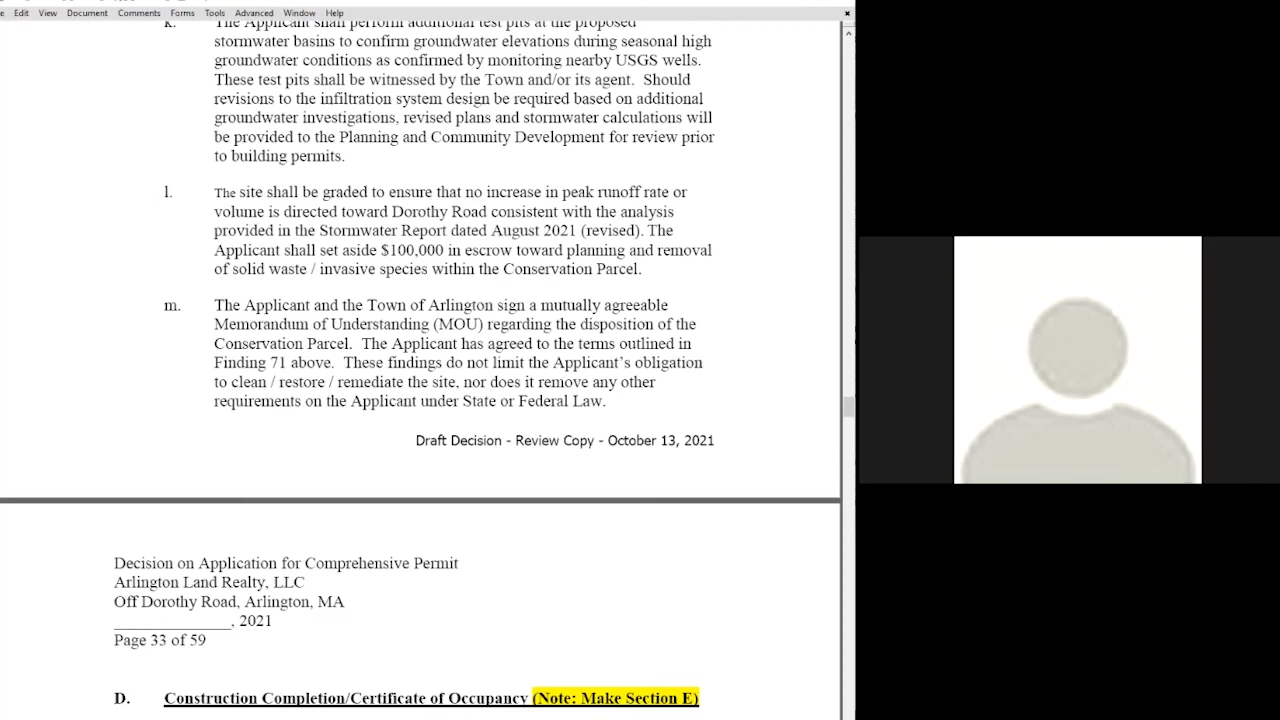 e Edit View Document Comments Forms Tools Advanced Window Help
k. The Applicant shall perform additional test pits at the proposed
stormwater basins to confirm groundwater elevations during seasonal high
groundwater conditions as confirmed by monitoring nearby USGS wells.
These test pits shall be witnessed by the Town and/or its agent. Should
revisions to the infiltration system design be required based on additional
groundwater investigations, revised plans and stormwater calculations will
be provided to the Planning and Community Development for review prior
to building permits.
l. The site shall be graded to ensure that no increase in peak runoff rate or
volume is directed toward Dorothy Road consistent with the analysis
provided in the Stormwater Report dated August 2021 (revised). The
Applicant shall set aside $100,000 in escrow toward planning and removal
of solid waste / invasive species within the Conservation Parcel.
m. The Applicant and the Town of Arlington sign a mutually agreeable
Memorandum of Understanding (MOU) regarding the disposition of the
Conservation Parcel. The Applicant has agreed to the terms outlined in
Finding 71 above. These findings do not limit the Applicant’s obligation
to clean / restore / remediate the site, nor does it remove any other
requirements on the Applicant under State or Federal Law.
Draft Decision - Review Copy - October 13, 2021
Decision on Application for Comprehensive Permit
Arlington Land Realty, LLC
Off Dorothy Road, Arlington, MA
_______________, 2021
Page 33 of 59
D. Construction Completion/Certificate of Occupancy (Note: Make Section E)